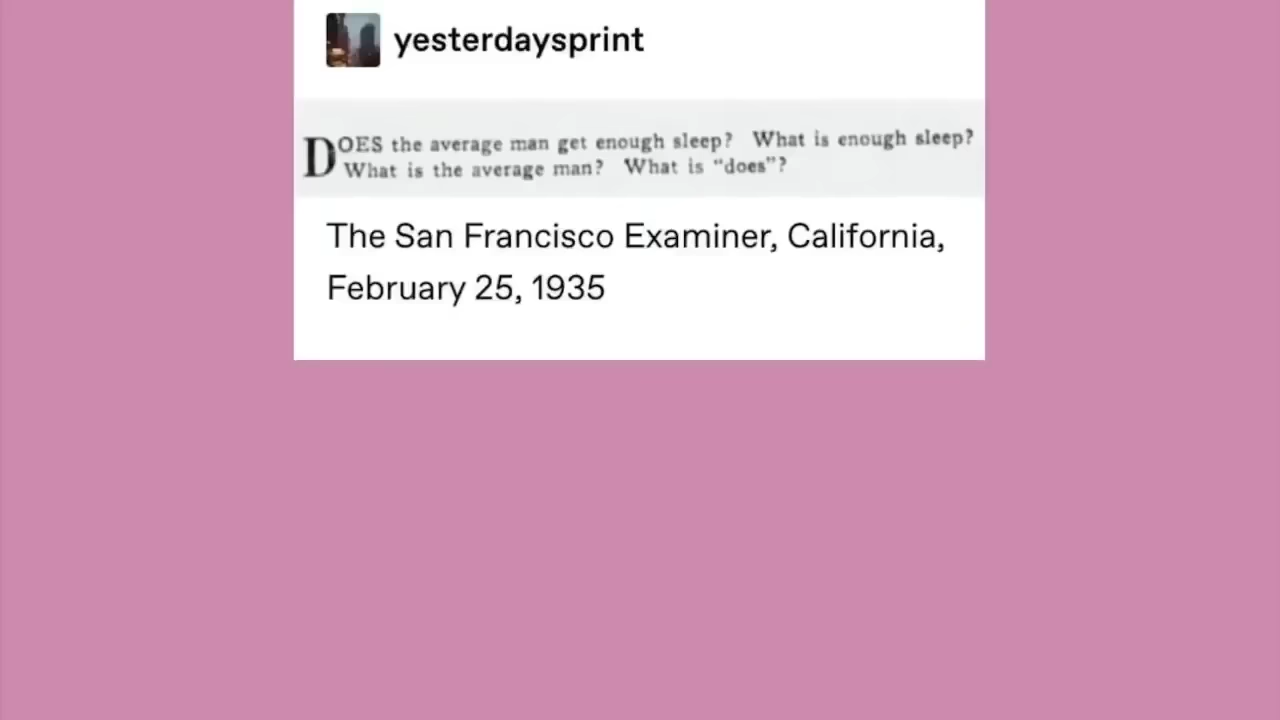 yesterdaysprint
DOES the average man get enough sleep? What is enough sleep?
What is the average man? What is "does"?
The San Francisco Examiner, California,
February 25, 1935